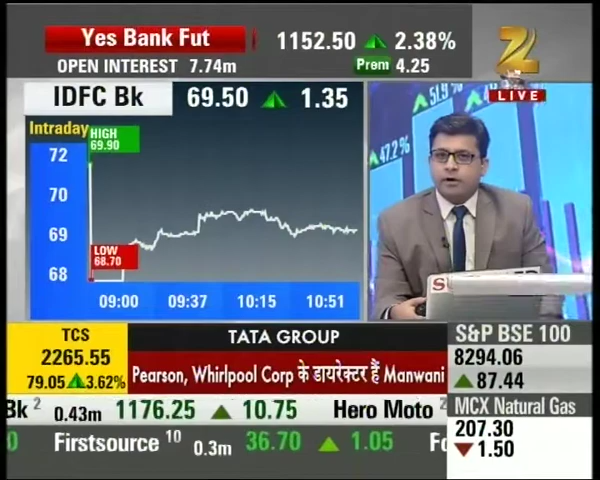 Yes Bank Fut 1152.50 2.38%
OPEN INTEREST 7.74m Prem 4.25
LIVE
51.9%
47.2%
IDFC Bk 69.50 1.35
Intraday
HIGH
69.90
72
70
69
68
LOW
68.70
09:00 09:37 10:15 10:51
TCS
2265.55
79.05 3.62%
TATA GROUP
Pearson, Whirlpool Corp के डायरेक्टर हैं Manwani
S&P BSE 100
8294.06
87.44
MCX Natural Gas
207.30
1.50
Bk 2 0.43m 1176.25 10.75 Hero Moto
0 Firstsource 10 0.3m 36.70 1.05